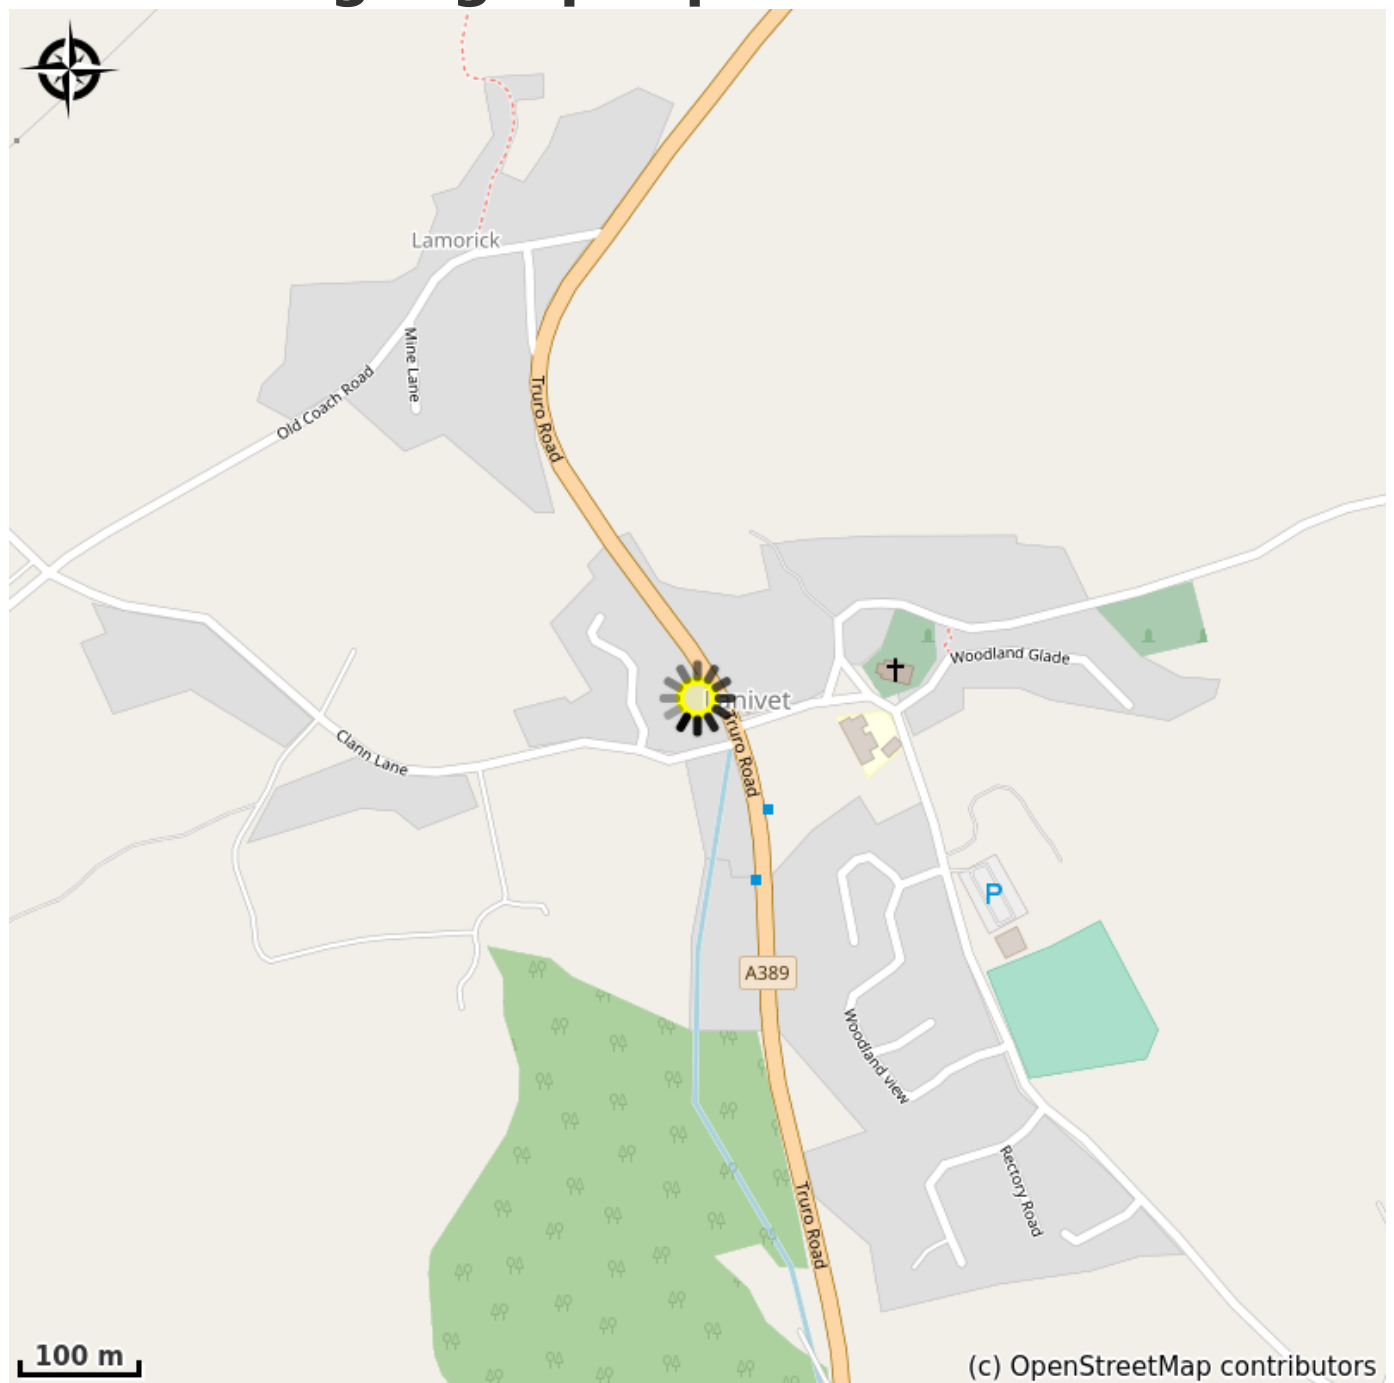 Lamorick
Mine Lane
Old Coach Road
Truro Road
Woodland Glade
Truro Road
Clann Lane
P
A389
Woodland view
Rectory Road
Truro Road
100 m
(c) OpenStreetMap contributors